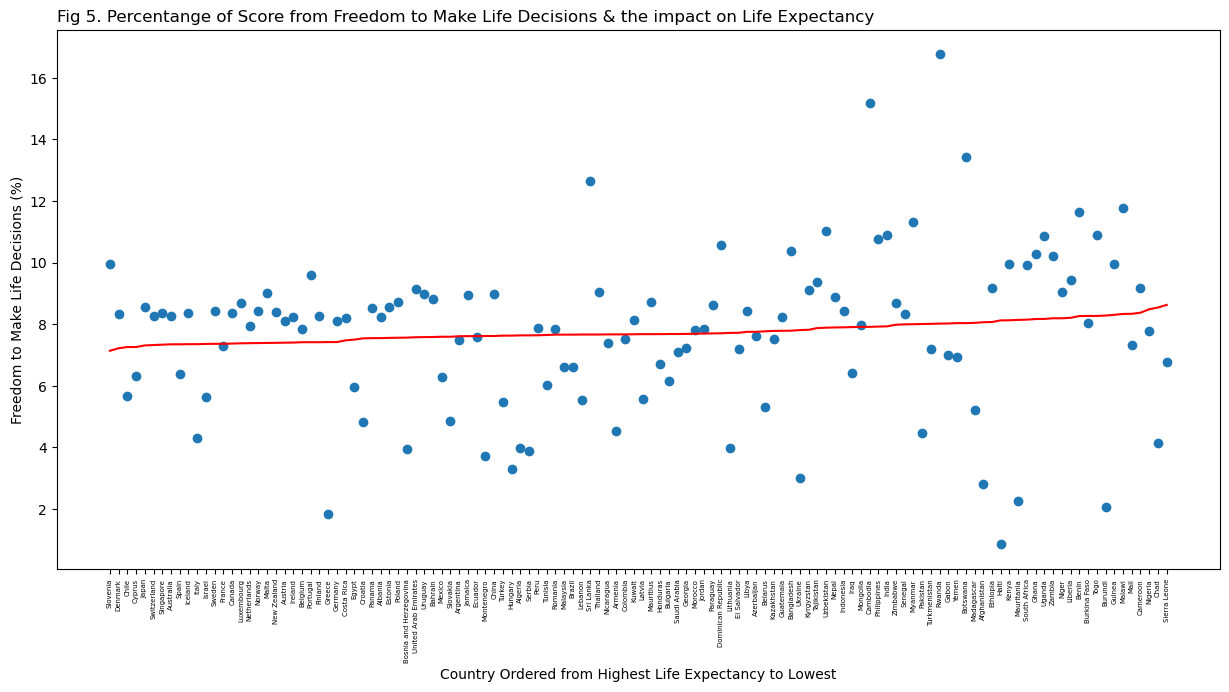 Fig 5. Percentange of Score from Freedom to Make Life Decisions & the impact on Life Expectancy
Freedom to Make Life Decisions (%)
16
14
12
10
8
6
4
2
Slovenia
Denmark
Chile
Cyprus
Japan
Switzerland
Singapore
Australia
Spain
Iceland
Italy
Israel
Sweden
France
Canada
Luxembourg
Netherlands
Norway
Malta
New Zealand
Austria
Ireland
Belgium
Portugal
Finland
Greece
Germany
Costa Rica
Egypt
Croatia
Panama
Albania
Estonia
Poland
Bosnia and Herzegovina
United Arab Emirates
Uruguay
Bahrain
Mexico
Slovakia
Argentina
Jamaica
Ecuador
Montenegro
China
Turkey
Hungary
Algeria
Serbia
Peru
Tunisia
Romania
Malaysia
Brazil
Lebanon
Sri Lanka
Thailand
Nicaragua
Armenia
Colombia
Kuwait
Latvia
Mauritius
Honduras
Bulgaria
Saudi Arabia
Georgia
Morocco
Jordan
Paraguay
Dominican Republic
Lithuania
El Salvador
Libya
Azerbaijan
Belarus
Kazakhstan
Guatemala
Bangladesh
Ukraine
Kyrgyzstan
Tajikistan
Uzbekistan
Nepal
Indonesia
Iraq
Mongolia
Cambodia
Philippines
India
Zimbabwe
Senegal
Myanmar
Pakistan
Turkmenistan
Rwanda
Gabon
Yemen
Botswana
Madagascar
Afghanistan
Ethiopia
Haiti
Kenya
Mauritania
South Africa
Ghana
Uganda
Zambia
Niger
Liberia
Benin
Burkina Faso
Togo
Burundi
Guinea
Malawi
Mali
Cameroon
Nigeria
Chad
Sierra Leone
Country Ordered from Highest Life Expectancy to Lowest